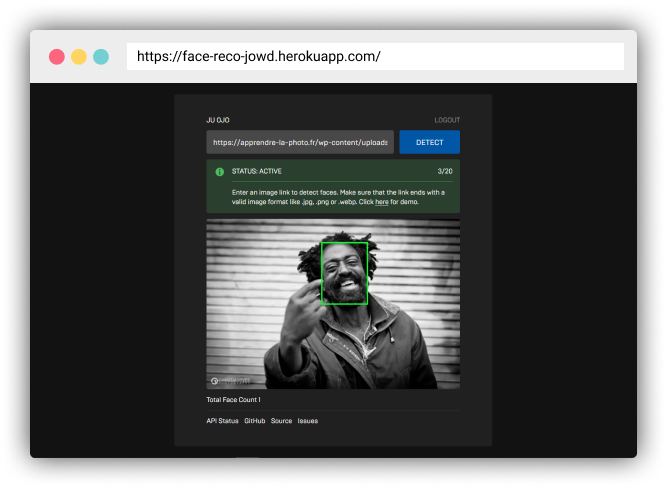 https://face-reco-jowd.herokuapp.com/
JU OJO
LOGOUT
https://apprendre-la-photo.fr/wp-content/uploads
DETECT
STATUS: ACTIVE
3/20
Enter an image link to detect faces. Make sure that the link ends with a
valid image format like .jpg, .png or .webp. Click here for demo.
Total Face Count 1
API Status GitHub Source Issues